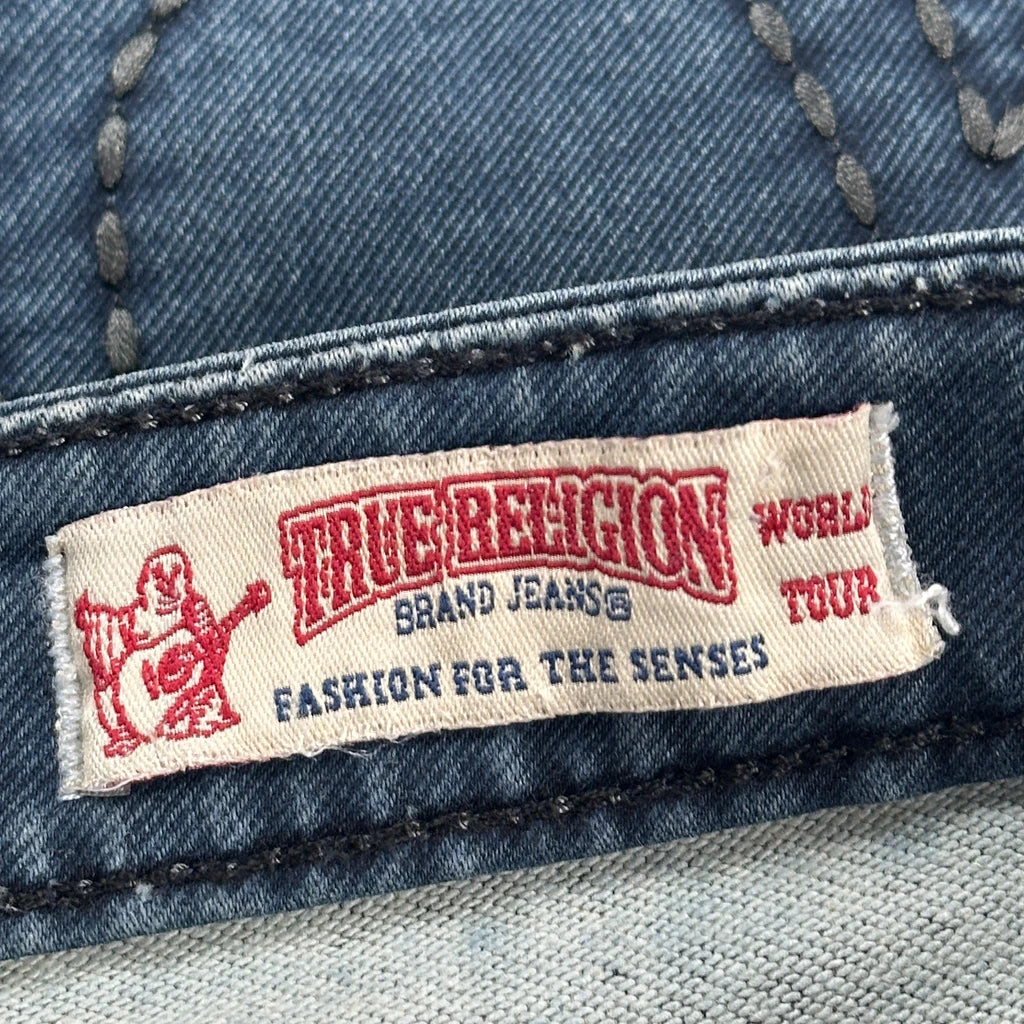 TRUE RELIGION
BRAND JEANS®
FASHION FOR THE SENSES
WORLD
TOUR